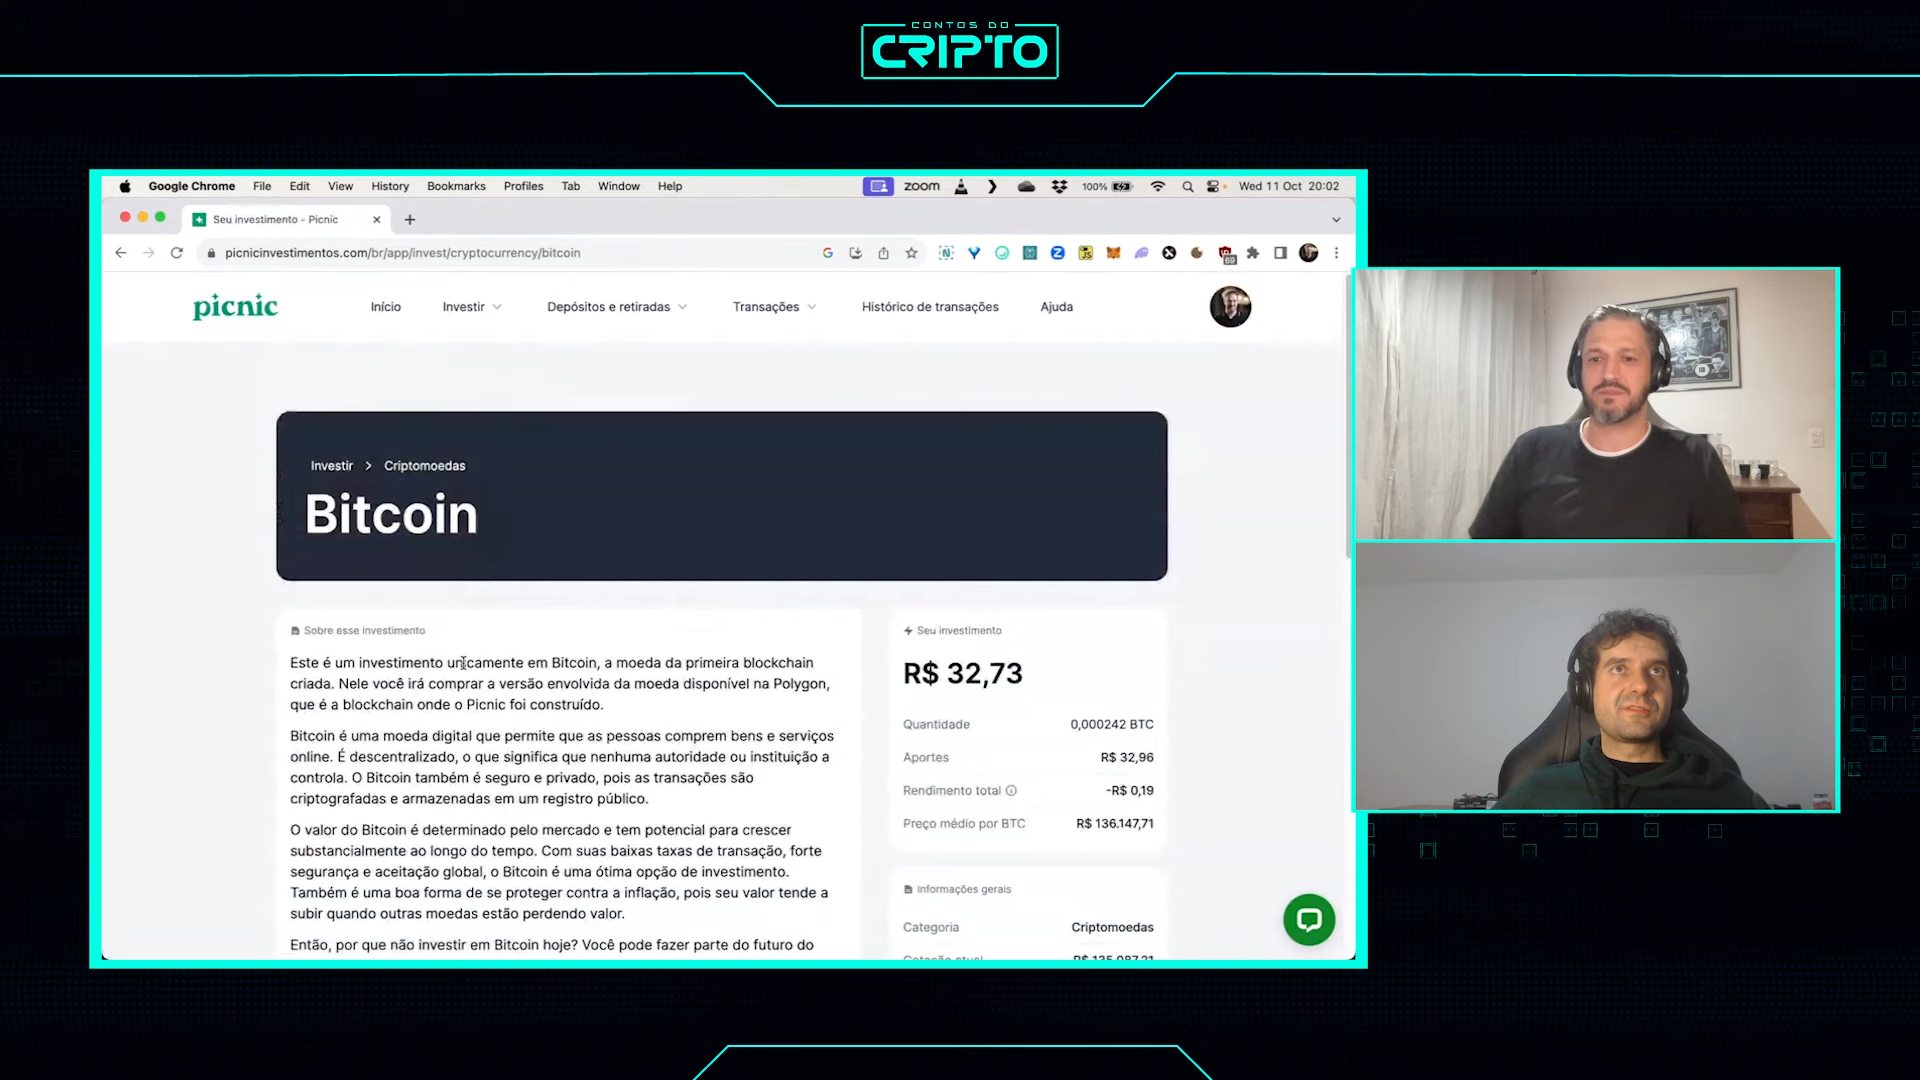 CONTOS DO
CRIPTO
Google Chrome File Edit View History Bookmarks Profiles Tab Window Help
zoom 100% Wed 11 Oct 20:02
Seu investimento - Picnic
picnicinvestimentos.com/br/app/invest/cryptocurrency/bitcoin
picnic
Início Investir Depósitos e retiradas Transações Histórico de transações Ajuda
Investir > Criptomoedas
Bitcoin
Sobre esse investimento
Este é um investimento unicamente em Bitcoin, a moeda da primeira blockchain
criada. Nele você irá comprar a versão envolvida da moeda disponível na Polygon,
que é a blockchain onde o Picnic foi construído.
Bitcoin é uma moeda digital que permite que as pessoas comprem bens e serviços
online. É descentralizado, o que significa que nenhuma autoridade ou instituição a
controla. O Bitcoin também é seguro e privado, pois as transações são
criptografadas e armazenadas em um registro público.
O valor do Bitcoin é determinado pelo mercado e tem potencial para crescer
substancialmente ao longo do tempo. Com suas baixas taxas de transação, forte
segurança e aceitação global, o Bitcoin é uma ótima opção de investimento.
Também é uma boa forma de se proteger contra a inflação, pois seu valor tende a
subir quando outras moedas estão perdendo valor.
Então, por que não investir em Bitcoin hoje? Você pode fazer parte do futuro do
Seu investimento
R$ 32,73
Quantidade 0,000242 BTC
Aportes R$ 32,96
Rendimento total -R$ 0,19
Preço médio por BTC R$ 136.147,71
Informações gerais
Categoria Criptomoedas
Cotação atual R$ 135.087,21